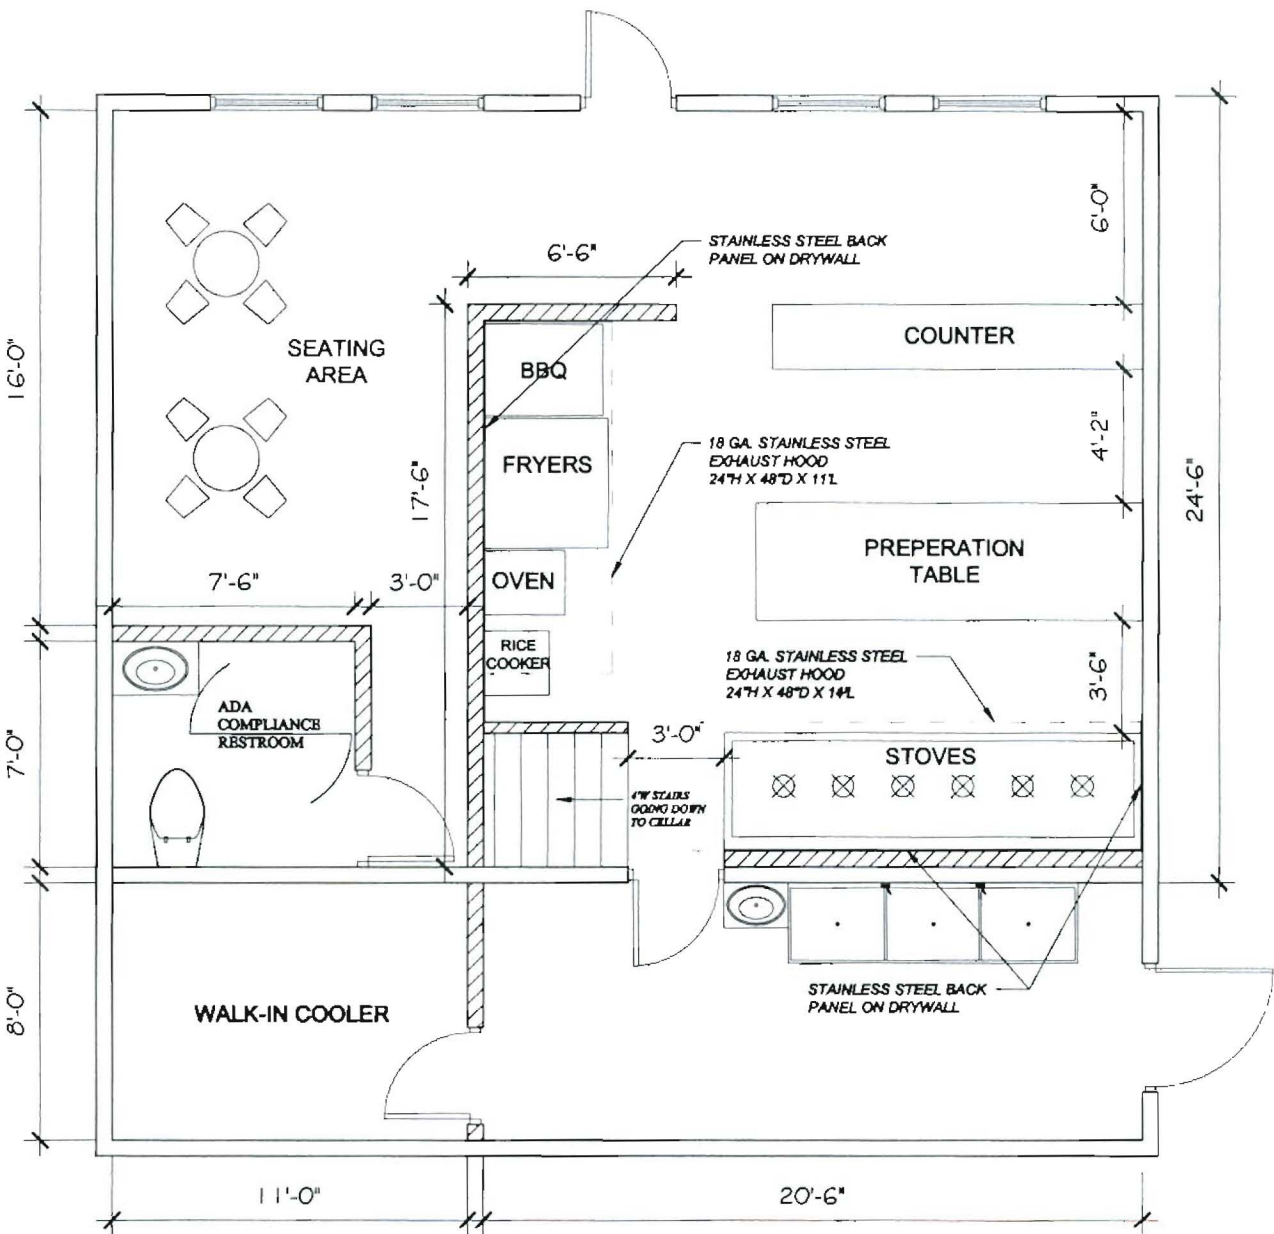 STAINLESS STEEL BACK
PANEL ON DRYWALL
6'-6"
6'-0"
COUNTER
SEATING
AREA
16'-0"
BBQ
18 GA. STAINLESS STEEL
EXHAUST HOOD
24"H X 48"D X 11'L
4'-2"
FRYERS
17'-6"
24'-6"
PREPERATION
TABLE
7'-6"
3'-0"
OVEN
RICE
COOKER
18 GA. STAINLESS STEEL
EXHAUST HOOD
24"H X 48"D X 14'L
3'-6"
ADA
COMPLIANCE
RESTROOM
7'-0"
3'-0"
STOVES
4'W STAIRS
GOING DOWN
TO CELLAR
STAINLESS STEEL BACK
PANEL ON DRYWALL
8'-0"
WALK-IN COOLER
11'-0"
20'-6"